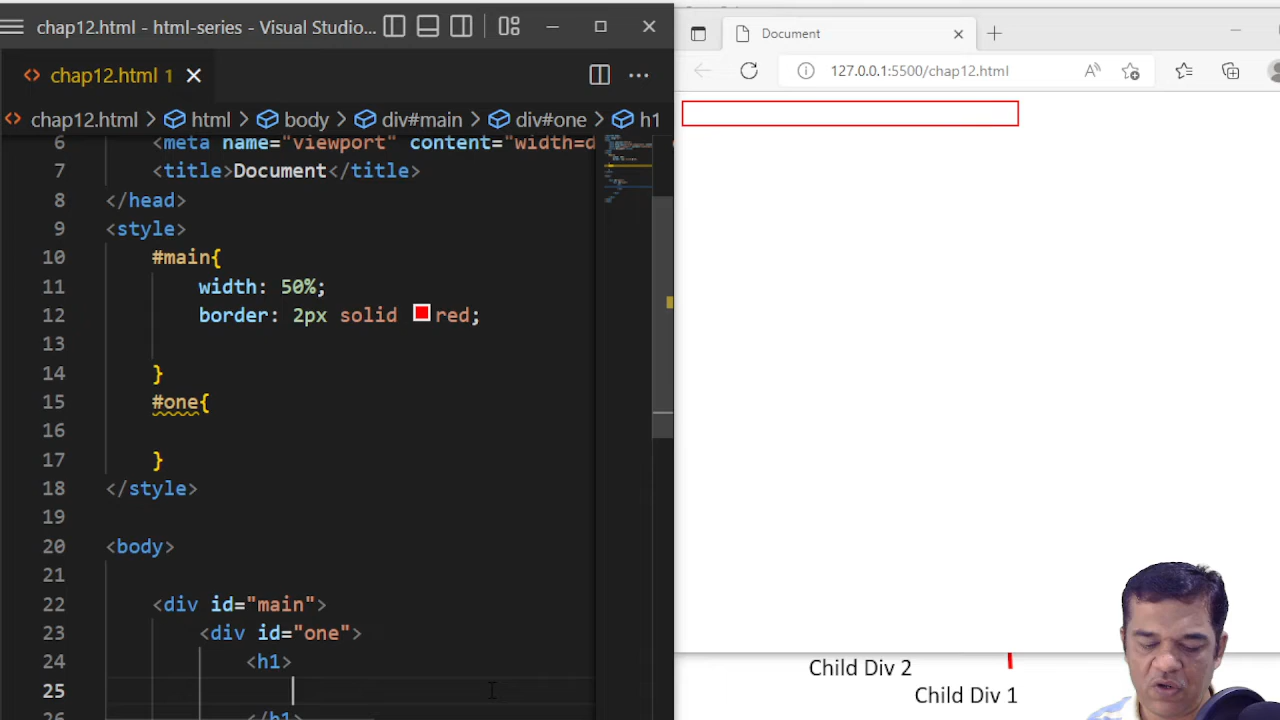 chap12.html - html-series - Visual Studio...
chap12.html 1
chap12.html > html > body > div#main > div#one > h1
6 <meta name="viewport" content="width=d
7 <title>Document</title>
8 </head>
9 <style>
10 #main{
11 width: 50%;
12 border: 2px solid red;
13
14 }
15 #one{
16
17 }
18 </style>
19
20 <body>
21
22 <div id="main">
23 <div id="one">
24 <h1>
25
26 </h1>
Document
127.0.0.1:5500/chap12.html
Child Div 2
Child Div 1